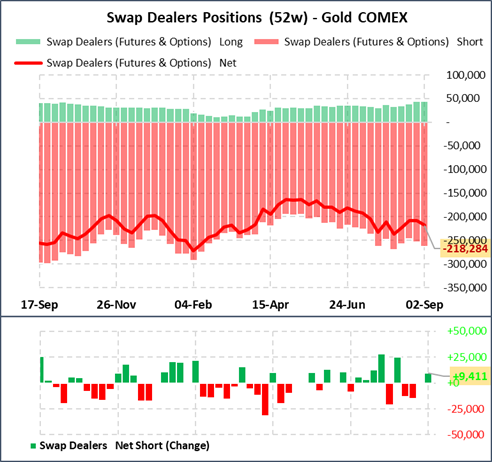 Swap Dealers Positions (52w) - Gold COMEX
Swap Dealers (Futures & Options) Long
Swap Dealers (Futures & Options) Short
Swap Dealers (Futures & Options) Net
100,000
50,000
-
-50,000
-100,000
-150,000
-200,000
-250,000
-218,284
-300,000
-350,000
17-Sep 26-Nov 04-Feb 15-Apr 24-Jun 02-Sep
+50,000
+25,000
+9,411
+0
-25,000
-50,000
Swap Dealers Net Short (Change)